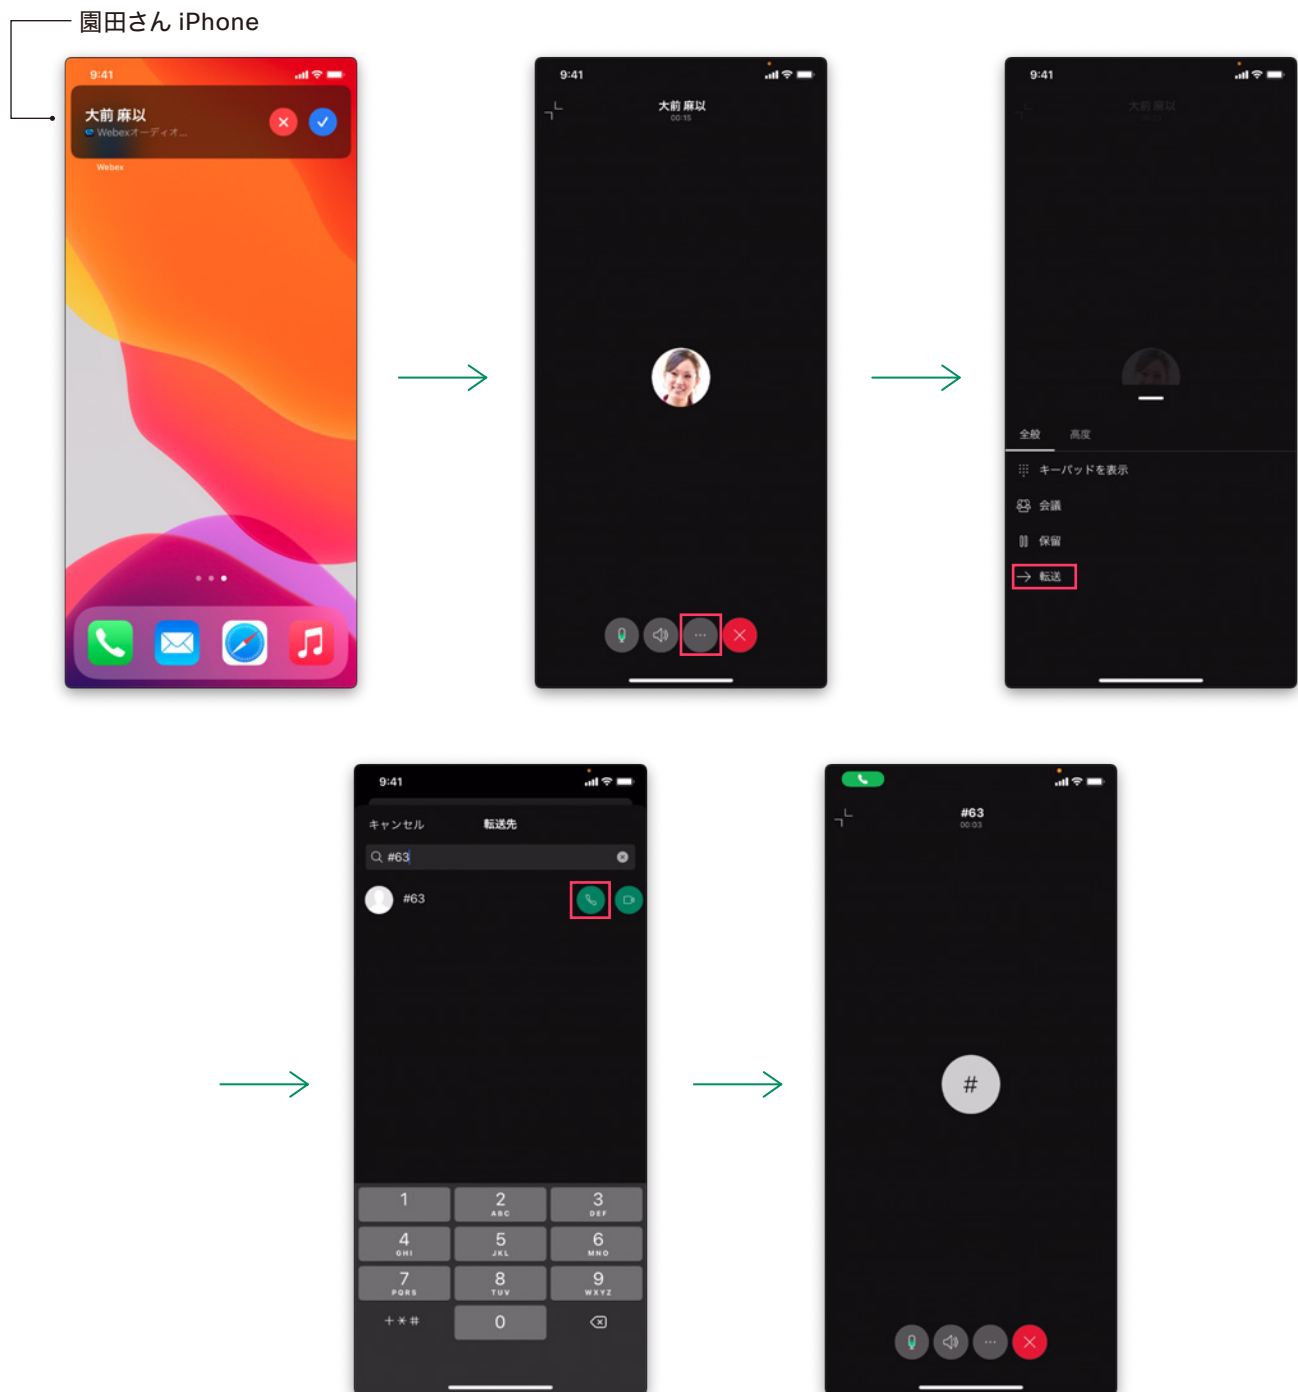 園田さん iPhone
9:41
大前 麻以
Webexオーディオ...
Webex
9:41
大前 麻以
00:15
9:41
大前 麻以
全般 高度
キーパッドを表示
会議
保留
転送
9:41
キャンセル 転送先
#63
#63
1 2 3
ABC DEF
4 5 6
GHI JKL MNO
7 8 9
PQRS TUV WXYZ
+*# 0
#63
00:03
#